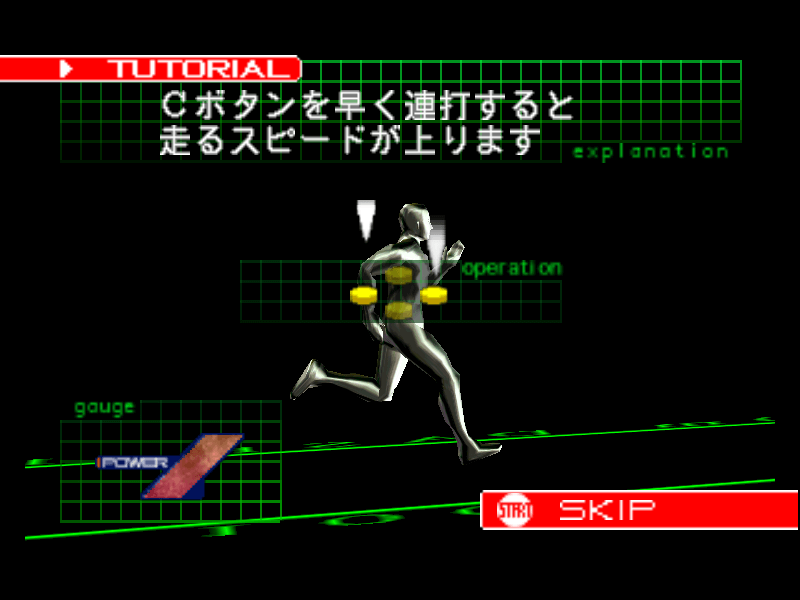 TUTORIAL
Cボタンを早く連打すると
走るスピードが上ります
explanation
operation
gauge
POWER
START SKIP